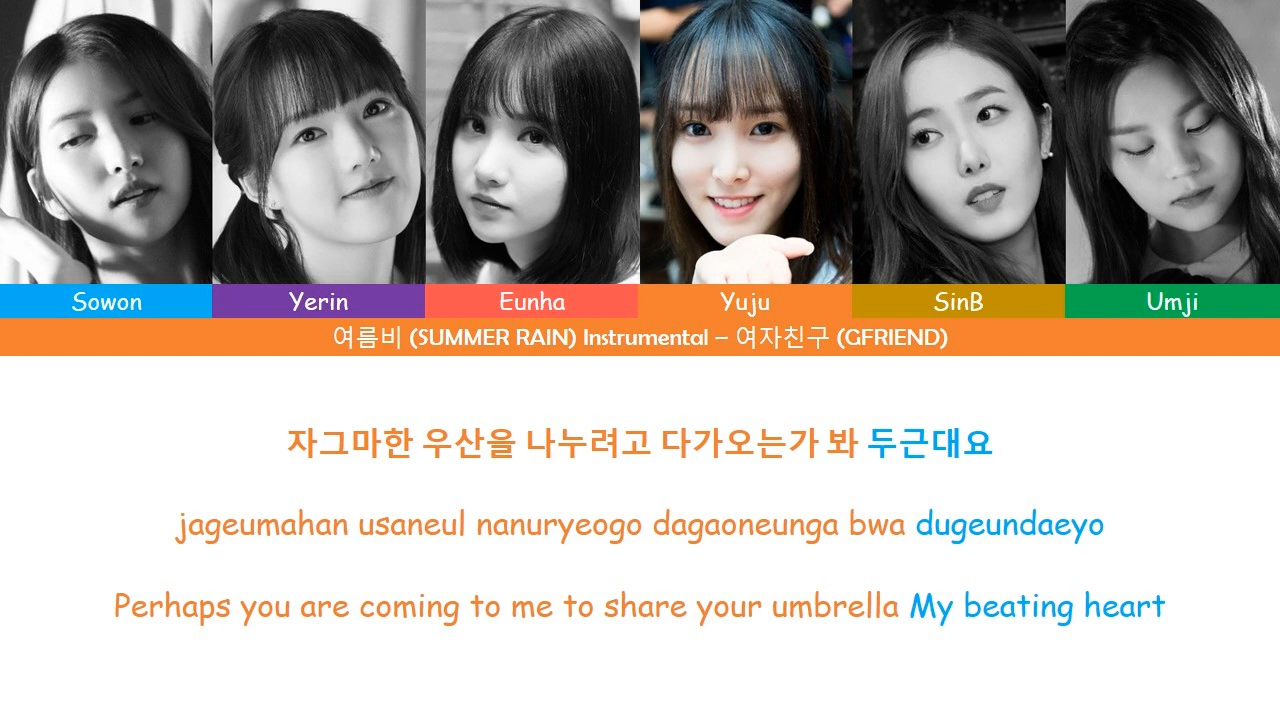 Sowon Yerin Eunha Yuju SinB Umji
여름비 (SUMMER RAIN) Instrumental – 여자친구 (GFRIEND)
자그마한 우산을 나누려고 다가오는가 봐 두근대요
jageumahan usaneul nanuryeogo dagaoneunga bwa dugeundaeyo
Perhaps you are coming to me to share your umbrella My beating heart